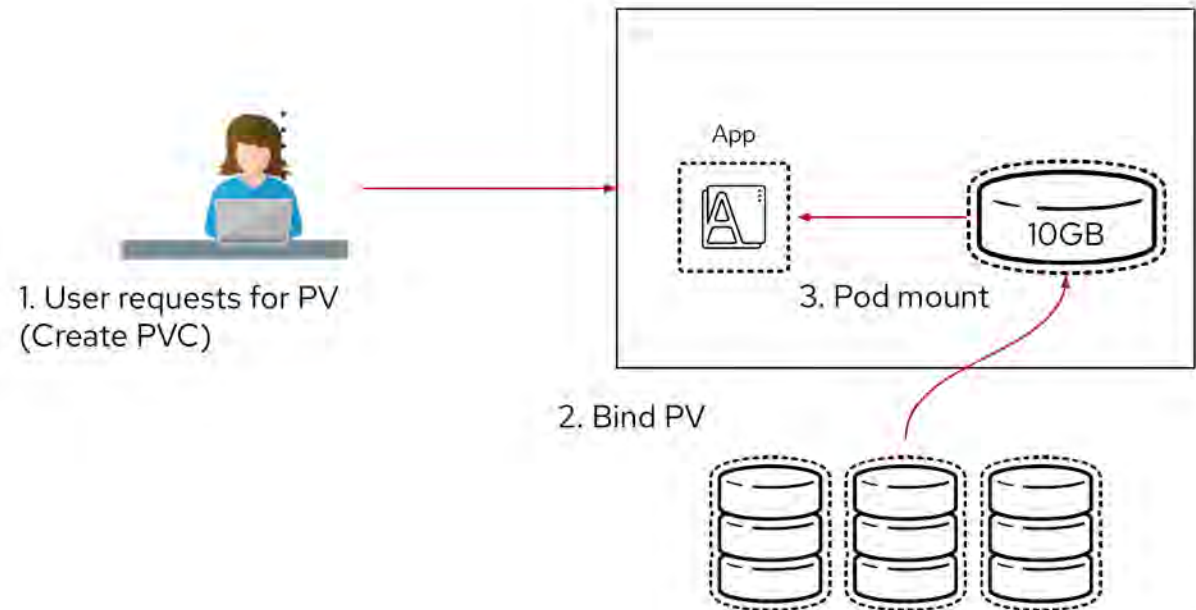 App
10GB
1. User requests for PV
(Create PVC)
3. Pod mount
2. Bind PV